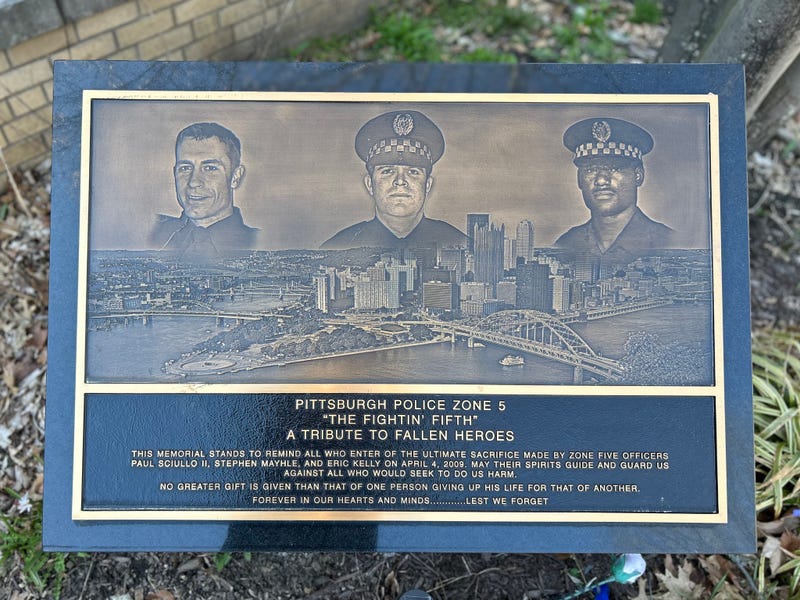 PITTSBURGH POLICE ZONE 5
"THE FIGHTIN' FIFTH"
A TRIBUTE TO FALLEN HEROES
THIS MEMORIAL STANDS TO REMIND ALL WHO ENTER OF THE ULTIMATE SACRIFICE MADE BY ZONE FIVE OFFICERS
PAUL SCIULLO II, STEPHEN MAYHLE, AND ERIC KELLY ON APRIL 4, 2009. MAY THEIR SPIRITS GUIDE AND GUARD US
AGAINST ALL WHO WOULD SEEK TO DO US HARM.
NO GREATER GIFT IS GIVEN THAN THAT OF ONE PERSON GIVING UP HIS LIFE FOR THAT OF ANOTHER.
FOREVER IN OUR HEARTS AND MINDS............LEST WE FORGET